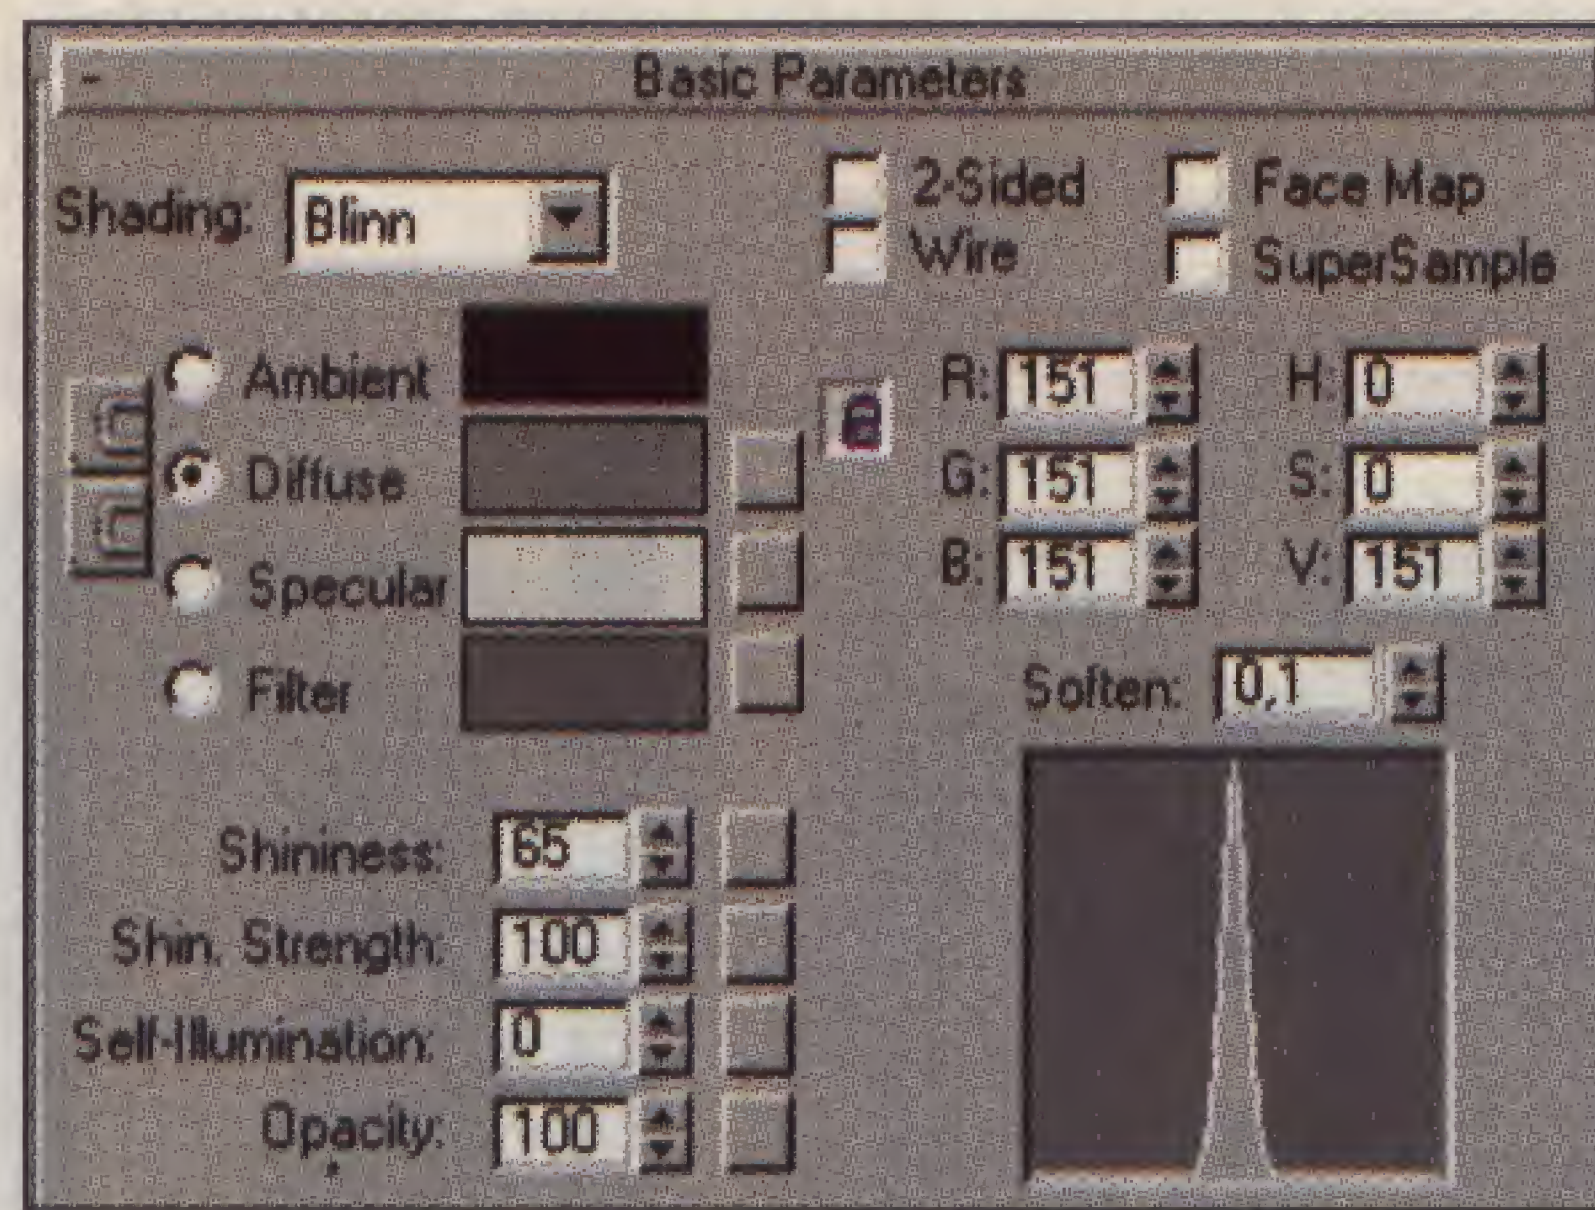 - Basic Parameters
Shading: Blinn
2-Sided Face Map
Wire SuperSample
Ambient
Diffuse
Specular
Filter
R: 151 H: 0
G: 151 S: 0
B: 151 V: 151
Soften: 0,1
Shininess: 65
Shin. Strength: 100
Self-Illumination: 0
Opacity: 100